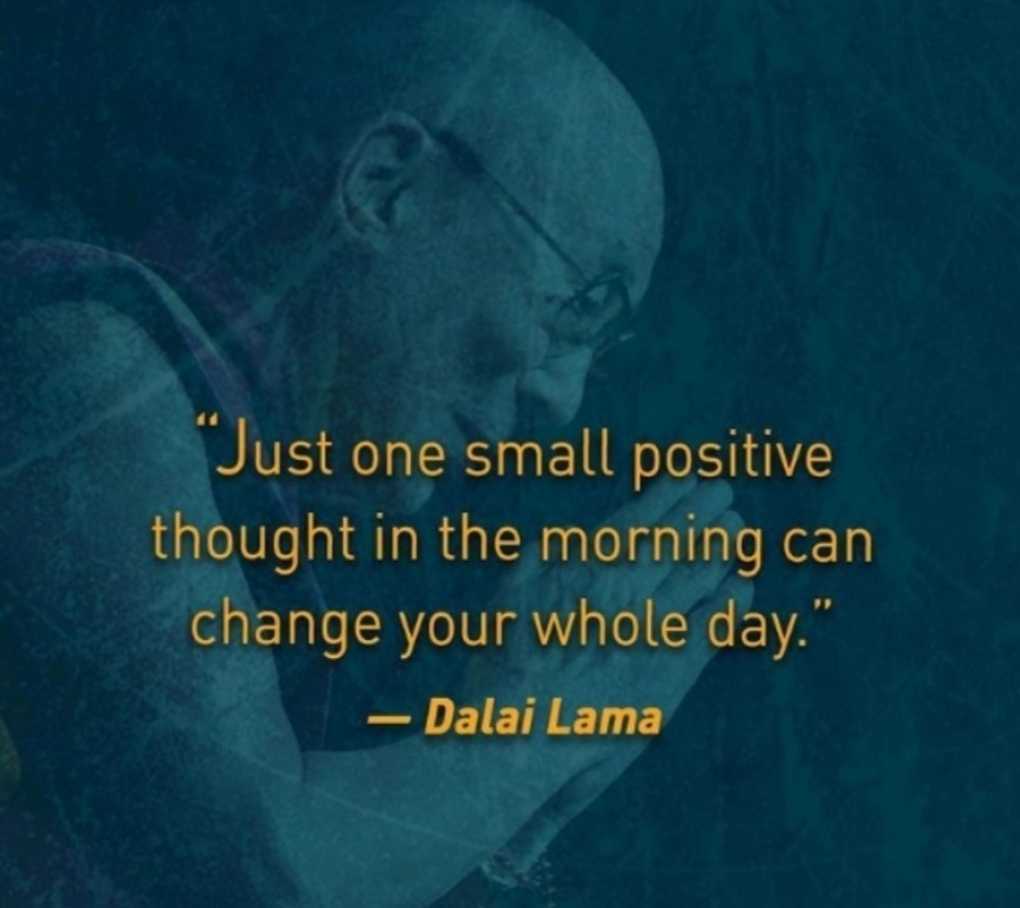 “Just one small positive
thought in the morning can
change your whole day.”
— Dalai Lama